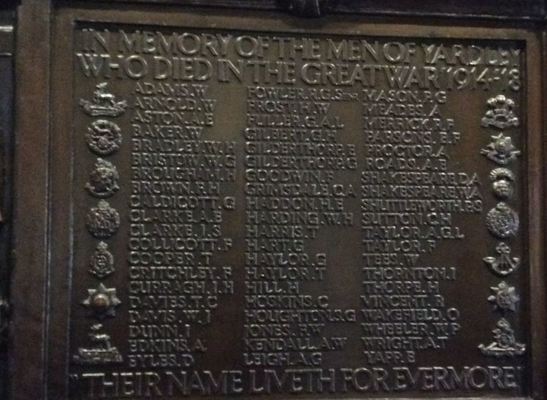 IN MEMORY OF THE MEN OF YARDLEY
WHO DIED IN THE GREAT WAR 1914-18
ADAMS.W
ARNOLD.W
ASTON.J.E
BAKER.W
BRADLEY.W.H
BRISTOW.W.G
BROUGH.M.H
BROWN.F.H
CALDICOTT.G
CLARKE.A.E
CLARKE.J.S
COLLICOTT.F
COOPER.T
CRITCHLEY.F
CURRAGH.J.H
DAVIES.T.C
DAVIS.W.J
DUNN.J
EDKINS.A
EYLES.D
FOWLER
FROST.H.W
FULLER.G.A.L
GILBERT.G.A
GILDERTHORP.E
GILDERTHORP.G
GOODWIN.F
GRIMSDALE.O.A
HADDON.H.E
HARDING.W.H
HARRIS.T
HART.G
HAYLOR.G
HAYLOR.T
HILL.H
HOSKINS.C
HOUGHTON.S.G
JONES.F.W
KENDALL.A.W
LEIGH.A.G
MEADES.A
MERRICK.A.P
PARSONS.E.F
PROCTOR.A
ROADS.A.D
SHAKESPEARE.D.A
SHAKESPEARE.W.A
SHUTTLEWORTH
SUTTON.G.H
TAYLOR.A.G.L
TAYLOR.F
TEES.W
THORNTON.J
THORPE.H
VINCENT.R
WAKEFIELD.O
WHEELER.W.P
WRIGHT.A.T
YAPP.E
THEIR NAME LIVETH FOR EVERMORE